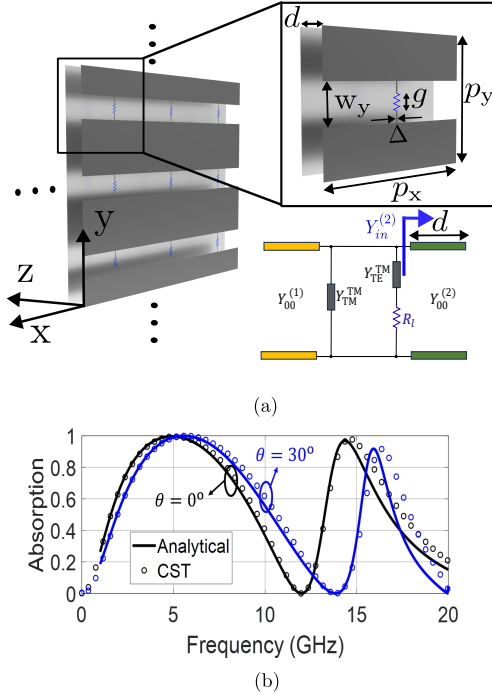 d
w_y
g
Δ
p_y
p_x
y
z
x
Y_in^(2)
d
Y_00^(1)
Y_TM^TM
Y_TE^TM
R_l
Y_00^(2)
(a)
Absorption
1
0.8
0.6
0.4
0.2
0
θ = 0°
θ = 30°
Analytical
CST
0
5
10
15
20
Frequency (GHz)
(b)